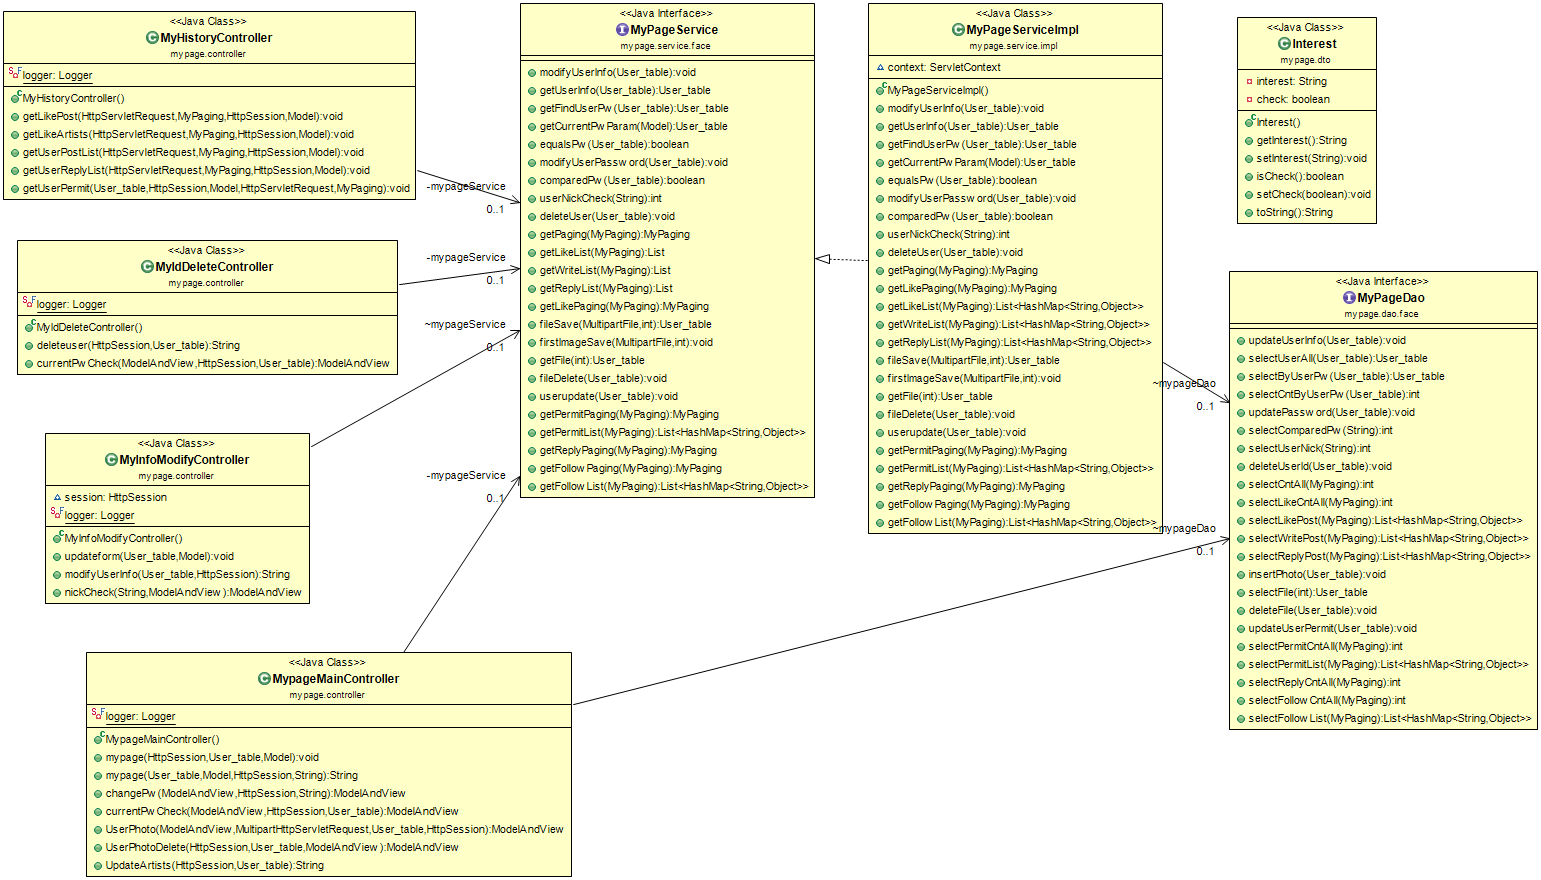 <<Java Class>>
MyHistoryController
mypage.controller
logger: Logger
MyHistoryController()
getLikePost(HttpServletRequest,MyPaging,HttpSession,Model):void
getLikeArtists(HttpServletRequest,MyPaging,HttpSession,Model):void
getUserPostList(HttpServletRequest,MyPaging,HttpSession,Model):void
getUserReplyList(HttpServletRequest,MyPaging,HttpSession,Model):void
getUserPermit(User_table,HttpSession,Model,HttpServletRequest,MyPaging):void
-mypageService
0..1
<<Java Class>>
MyIdDeleteController
mypage.controller
logger: Logger
MyIdDeleteController()
deleteuser(HttpSession,User_table):String
currentPwCheck(ModelAndView,HttpSession,User_table):ModelAndView
-mypageService
0..1
<<Java Class>>
MyInfoModifyController
mypage.controller
session: HttpSession
logger: Logger
MyInfoModifyController()
updateform(User_table,Model):void
modifyUserInfo(User_table,HttpSession):String
nickCheck(String,ModelAndView):ModelAndView
~mypageService
0..1
<<Java Class>>
MypageMainController
mypage.controller
logger: Logger
MypageMainController()
mypage(HttpSession,User_table,Model):void
mypage(User_table,Model,HttpSession,String):String
changePw(ModelAndView,HttpSession,String):ModelAndView
currentPwCheck(ModelAndView,HttpSession,User_table):ModelAndView
UserPhoto(ModelAndView,MultipartHttpServletRequest,User_table,HttpSession):ModelAndView
UserPhotoDelete(HttpSession,User_table,ModelAndView):ModelAndView
UpdateArtists(HttpSession,User_table):String
-mypageService
0..1
<<Java Interface>>
MyPageService
mypage.service.face
modifyUserInfo(User_table):void
getUserInfo(User_table):User_table
getFindUserPw(User_table):User_table
getCurrentPwParam(Model):User_table
equalsPw(User_table):boolean
modifyUserPassword(User_table):void
comparedPw(User_table):boolean
userNickCheck(String):int
deleteUser(User_table):void
getPaging(MyPaging):MyPaging
getLikeList(MyPaging):List
getWriteList(MyPaging):List
getReplyList(MyPaging):List
getLikePaging(MyPaging):MyPaging
fileSave(MultipartFile,int):User_table
firstImageSave(MultipartFile,int):void
getFile(int):User_table
fileDelete(User_table):void
userupdate(User_table):void
getPermitPaging(MyPaging):MyPaging
getPermitList(MyPaging):List<HashMap<String,Object>>
getReplyPaging(MyPaging):MyPaging
getFollowPaging(MyPaging):MyPaging
getFollowList(MyPaging):List<HashMap<String,Object>>
<<Java Class>>
MyPageServiceImpl
mypage.service.impl
context: ServletContext
MyPageServiceImpl()
modifyUserInfo(User_table):void
getUserInfo(User_table):User_table
getFindUserPw(User_table):User_table
getCurrentPwParam(Model):User_table
equalsPw(User_table):boolean
modifyUserPassword(User_table):void
comparedPw(User_table):boolean
userNickCheck(String):int
deleteUser(User_table):void
getPaging(MyPaging):MyPaging
getLikePaging(MyPaging):MyPaging
getLikeList(MyPaging):List<HashMap<String,Object>>
getWriteList(MyPaging):List<HashMap<String,Object>>
getReplyList(MyPaging):List<HashMap<String,Object>>
fileSave(MultipartFile,int):User_table
firstImageSave(MultipartFile,int):void
getFile(int):User_table
fileDelete(User_table):void
userupdate(User_table):void
getPermitPaging(MyPaging):MyPaging
getPermitList(MyPaging):List<HashMap<String,Object>>
getReplyPaging(MyPaging):MyPaging
getFollowPaging(MyPaging):MyPaging
getFollowList(MyPaging):List<HashMap<String,Object>>
~mypageDao
0..1
~mypageDao
0..1
<<Java Class>>
Interest
mypage.dto
interest: String
check: boolean
Interest()
getInterest():String
setInterest(String):void
isCheck():boolean
setCheck(boolean):void
toString():String
<<Java Interface>>
MyPageDao
mypage.dao.face
updateUserInfo(User_table):void
selectUserAll(User_table):User_table
selectByUserPw(User_table):User_table
selectCntByUserPw(User_table):int
updatePassword(User_table):void
selectComparedPw(String):int
selectUserNick(String):int
deleteUserId(User_table):void
selectCntAll(MyPaging):int
selectLikeCntAll(MyPaging):int
selectLikePost(MyPaging):List<HashMap<String,Object>>
selectWritePost(MyPaging):List<HashMap<String,Object>>
selectReplyPost(MyPaging):List<HashMap<String,Object>>
insertPhoto(User_table):void
selectFile(int):User_table
deleteFile(User_table):void
updateUserPermit(User_table):void
selectPermitCntAll(MyPaging):int
selectPermitList(MyPaging):List<HashMap<String,Object>>
selectReplyCntAll(MyPaging):int
selectFollowCntAll(MyPaging):int
selectFollowList(MyPaging):List<HashMap<String,Object>>